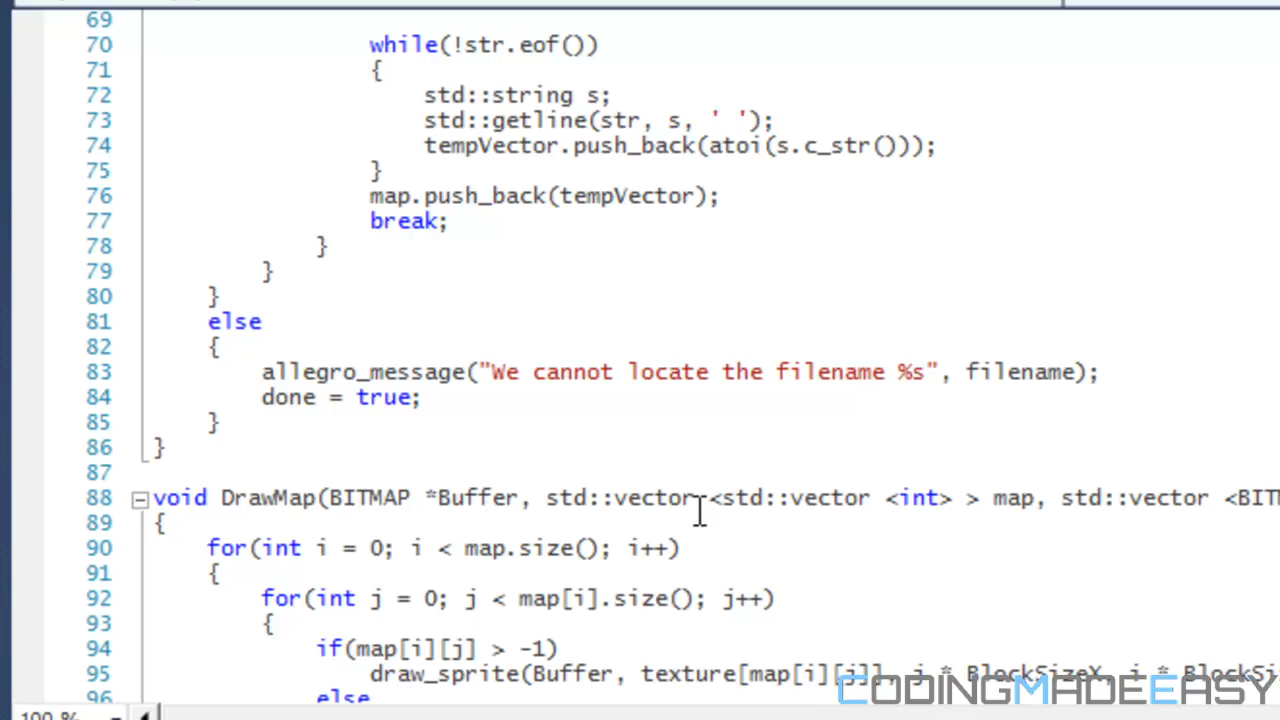 69
70 while(!str.eof())
71 {
72 std::string s;
73 std::getline(str, s, ' ');
74 tempVector.push_back(atoi(s.c_str()));
75 }
76 map.push_back(tempVector);
77 break;
78 }
79 }
80 }
81 else
82 {
83 allegro_message("We cannot locate the filename %s", filename);
84 done = true;
85 }
86 }
87
88 void DrawMap(BITMAP *Buffer, std::vector <std::vector <int> > map, std::vector <BITM
89 {
90 for(int i = 0; i < map.size(); i++)
91 {
92 for(int j = 0; j < map[i].size(); j++)
93 {
94 if(map[i][j] > -1)
95 draw_sprite(Buffer, texture[map[i][j]], j * BlockSizeX, i * BlockSi
96 else
CODINGMADEEASY
100 %